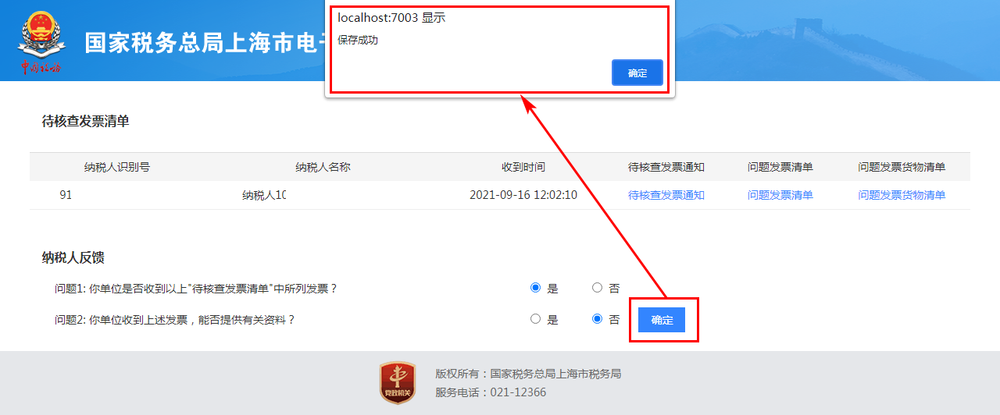 localhost:7003 显示
保存成功
确定
国家税务总局上海市电子
中国税务
待核查发票清单
纳税人识别号 纳税人名称 收到时间 待核查发票通知 问题发票清单 问题发票货物清单
91 纳税人10 2021-09-16 12:02:10 待核查发票通知 问题发票清单 问题发票货物清单
纳税人反馈
问题1: 你单位是否收到以上"待核查发票清单"中所列发票？ 是 否
问题2: 你单位收到上述发票，能否提供有关资料？ 是 否 确定
党政机关
版权所有：国家税务总局上海市税务局
服务电话：021-12366